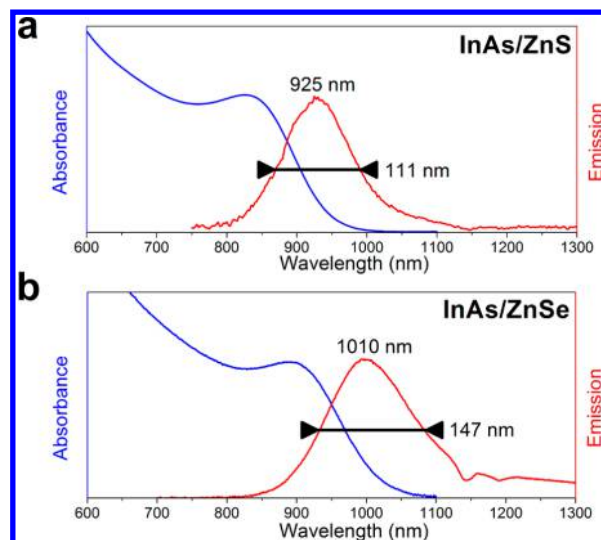 a
InAs/ZnS
925 nm
111 nm
Absorbance
Emission
600 700 800 900 1000 1100 1200 1300
Wavelength (nm)
b
InAs/ZnSe
1010 nm
147 nm
Absorbance
Emission
600 700 800 900 1000 1100 1200 1300
Wavelength (nm)